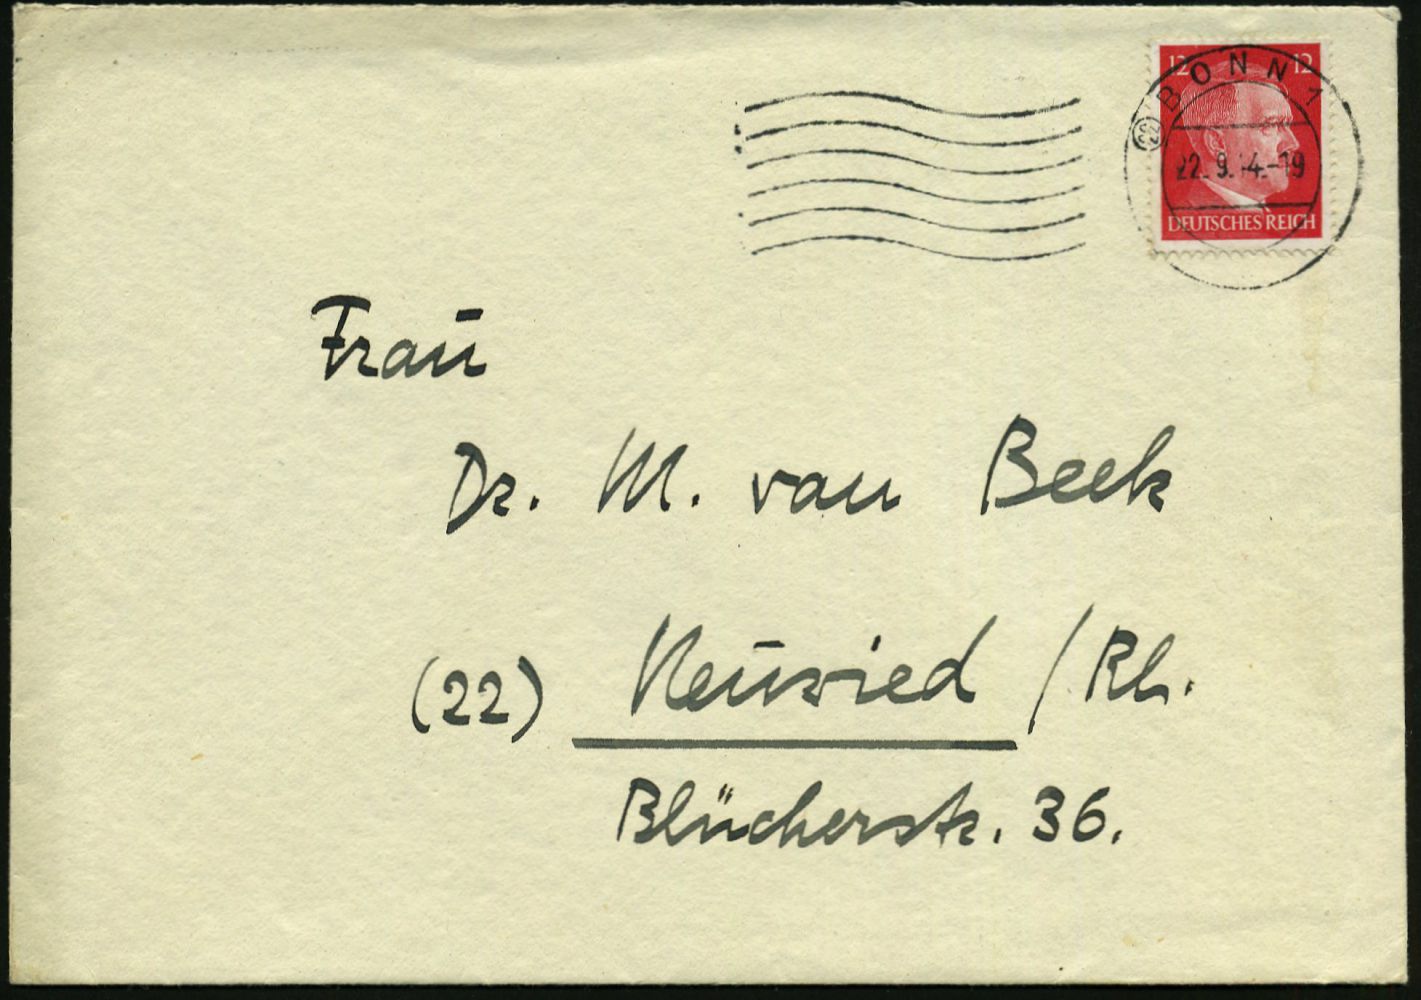 12 12
DEUTSCHES REICH
BONN 1
22
22.9.44.-19
Frau
Dr. M. van Beek
(22) Neuwied / Rh.
Blücherstr. 36.